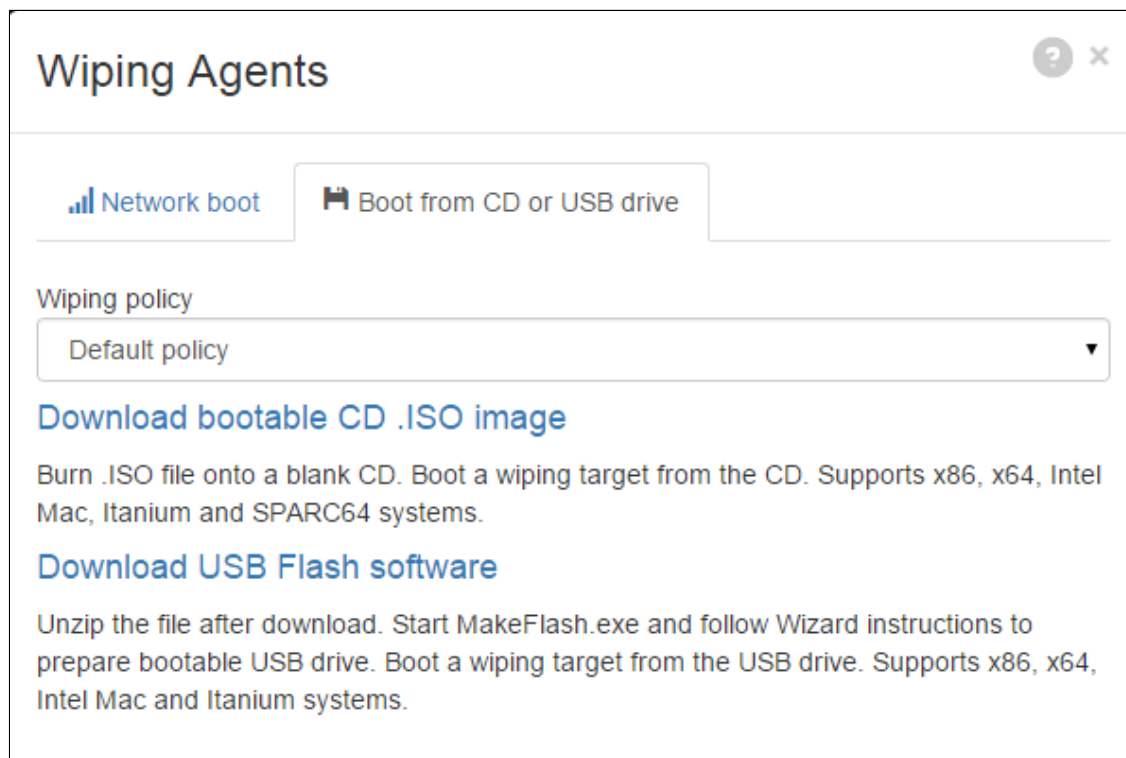 Wiping Agents
? ×
Network boot
Boot from CD or USB drive
Wiping policy
Default policy
Download bootable CD .ISO image
Burn .ISO file onto a blank CD. Boot a wiping target from the CD. Supports x86, x64, Intel
Mac, Itanium and SPARC64 systems.
Download USB Flash software
Unzip the file after download. Start MakeFlash.exe and follow Wizard instructions to
prepare bootable USB drive. Boot a wiping target from the USB drive. Supports x86, x64,
Intel Mac and Itanium systems.